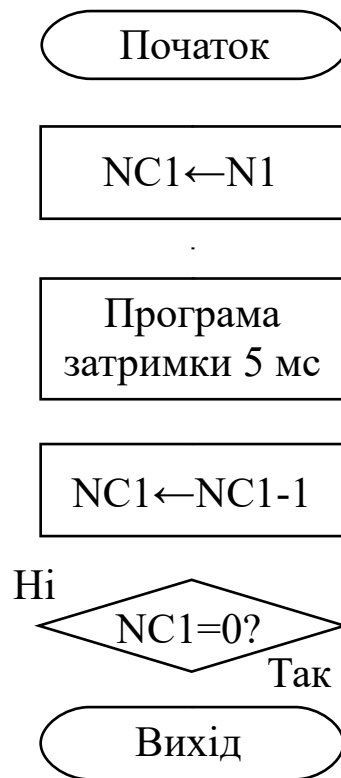 Початок
NC1←N1
Програма
затримки 5 мс
NC1←NC1-1
Ні
NC1=0?
Так
Вихід